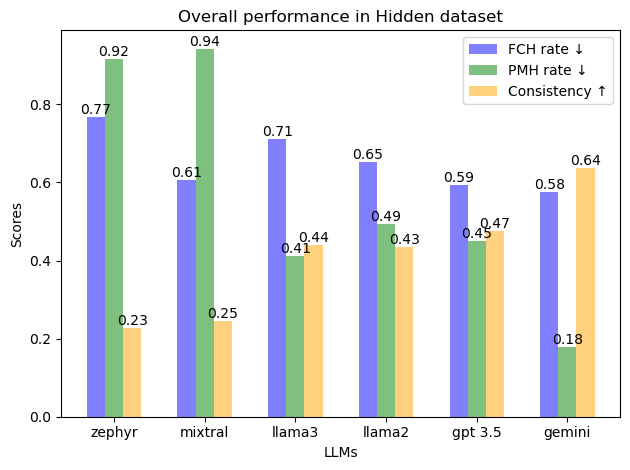 Overall performance in Hidden dataset
FCH rate ↓
PMH rate ↓
Consistency ↑
Scores
0.8
0.6
0.4
0.2
0.0
0.77
0.92
0.23
0.61
0.94
0.25
0.71
0.41
0.44
0.65
0.49
0.43
0.59
0.45
0.47
0.58
0.18
0.64
zephyr
mixtral
llama3
llama2
gpt 3.5
gemini
LLMs